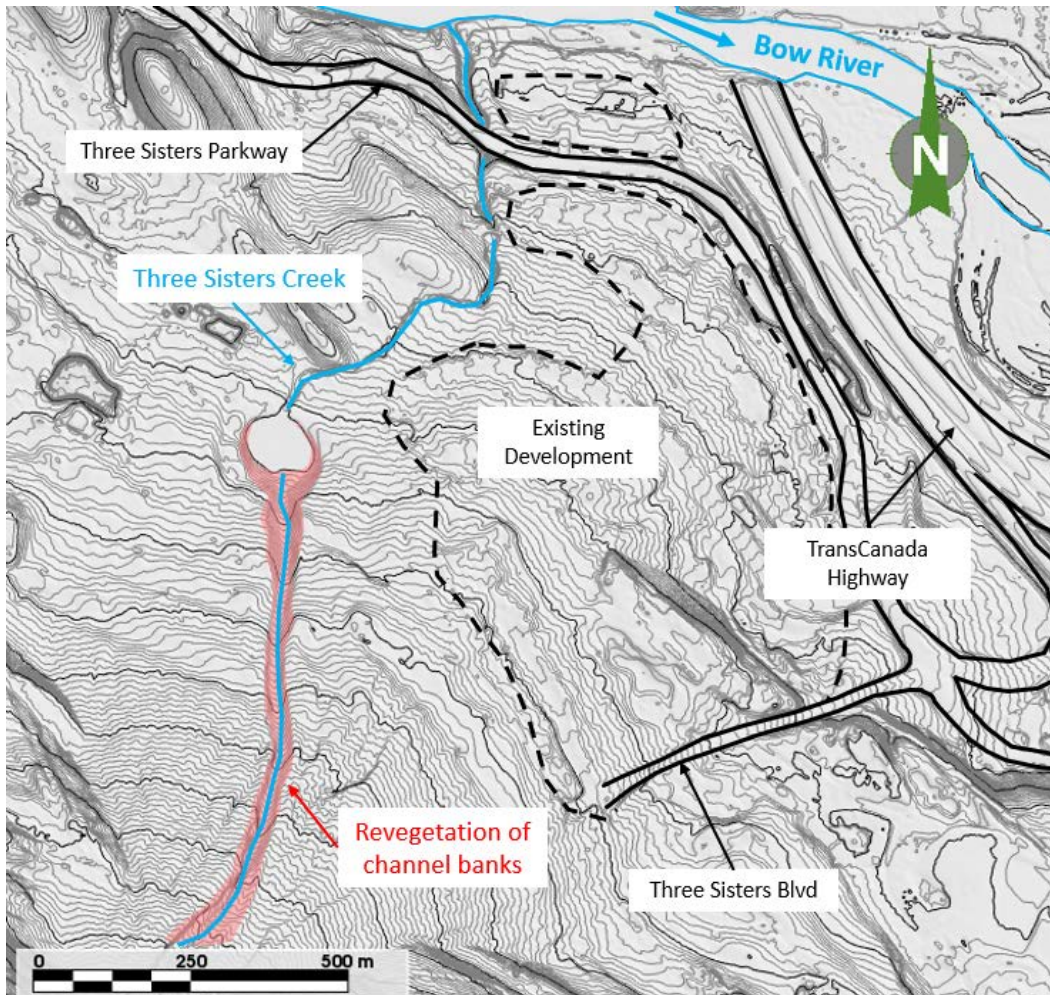 Bow River
N
Three Sisters Parkway
Three Sisters Creek
Existing
Development
TransCanada
Highway
Revegetation of
channel banks
Three Sisters Blvd
0 250 500 m